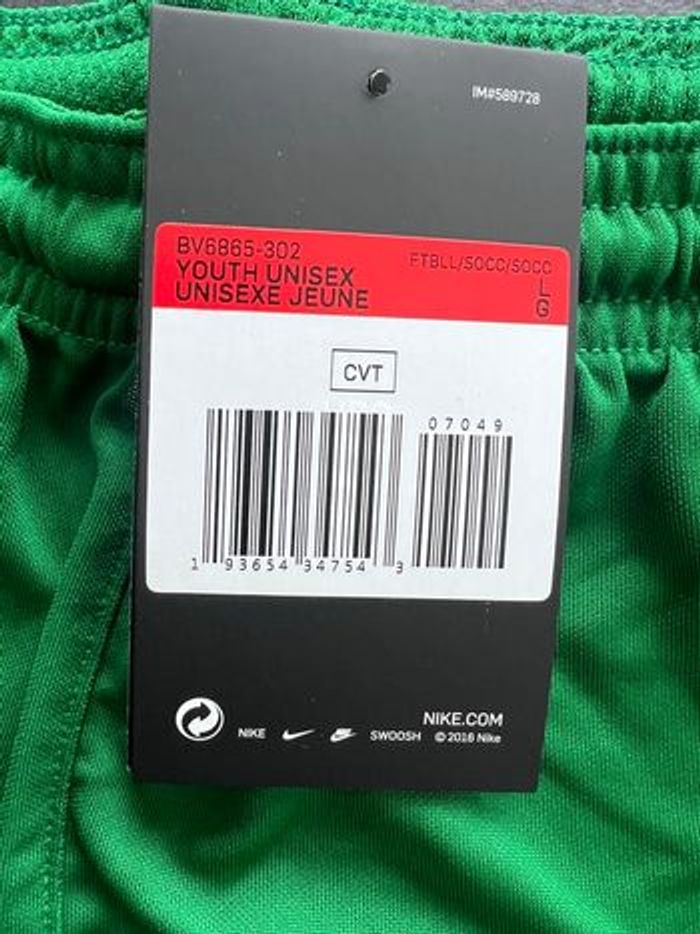 IM#589728
BV6865-302
FTBLL/SOCC/SOCC
YOUTH UNISEX
L
UNISEXE JEUNE
G
CVT
07049
1 93654 34754 3
NIKE.COM
NIKE SWOOSH © 2016 Nike